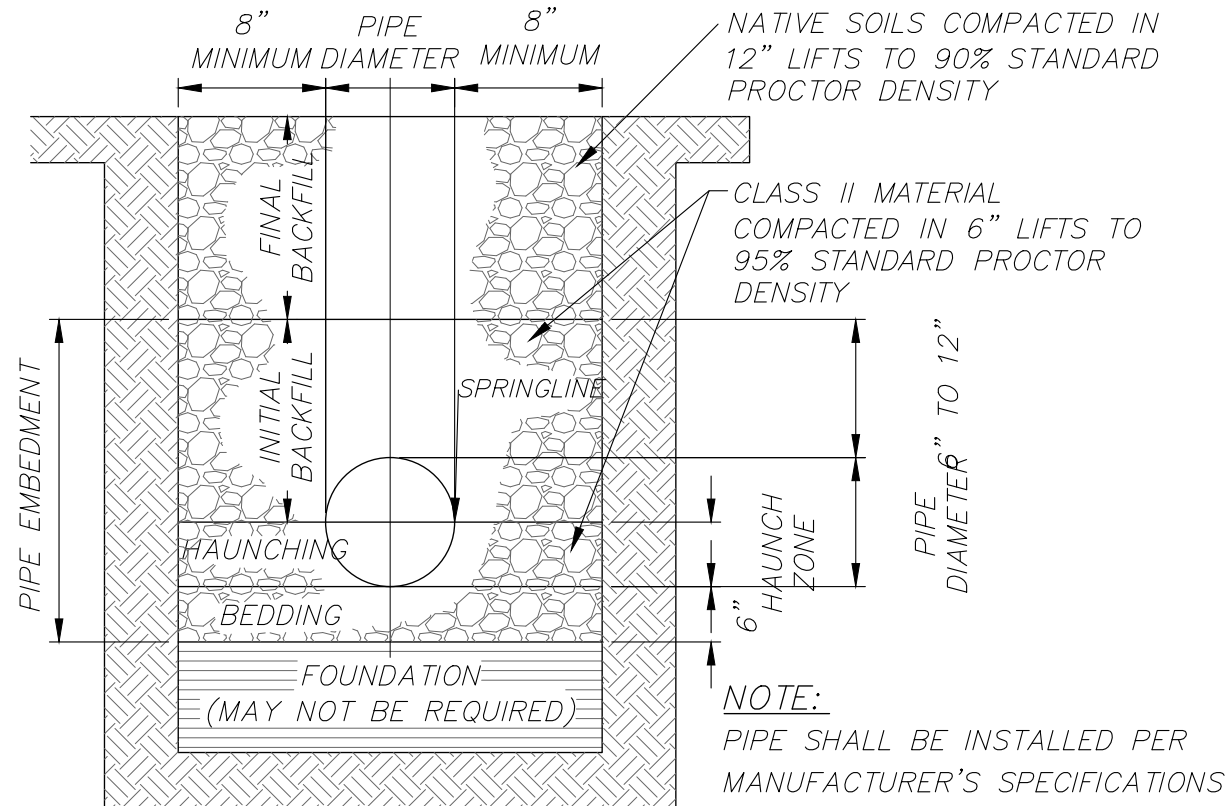 8”
MINIMUM
PIPE
DIAMETER
8”
MINIMUM
NATIVE SOILS COMPACTED IN
12” LIFTS TO 90% STANDARD
PROCTOR DENSITY
CLASS II MATERIAL
COMPACTED IN 6” LIFTS TO
95% STANDARD PROCTOR
DENSITY
FINAL
BACKFILL
INITIAL
BACKFILL
PIPE EMBEDMENT
SPRINGLINE
HAUNCHING
BEDDING
FOUNDATION
(MAY NOT BE REQUIRED)
6”
HAUNCH
ZONE
PIPE
DIAMETER
6” TO 12”
NOTE:
PIPE SHALL BE INSTALLED PER
MANUFACTURER’S SPECIFICATIONS